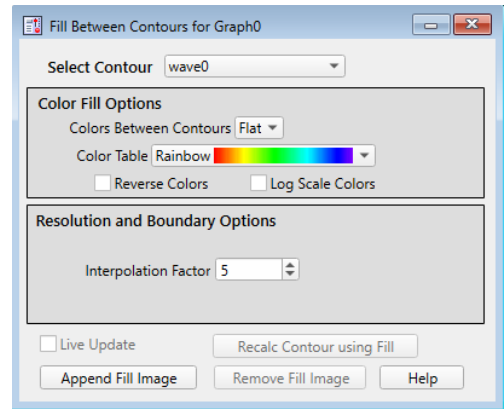 Fill Between Contours for Graph0
Select Contour wave0
Color Fill Options
Colors Between Contours Flat
Color Table Rainbow
Reverse Colors Log Scale Colors
Resolution and Boundary Options
Interpolation Factor 5
Live Update Recalc Contour using Fill
Append Fill Image Remove Fill Image Help